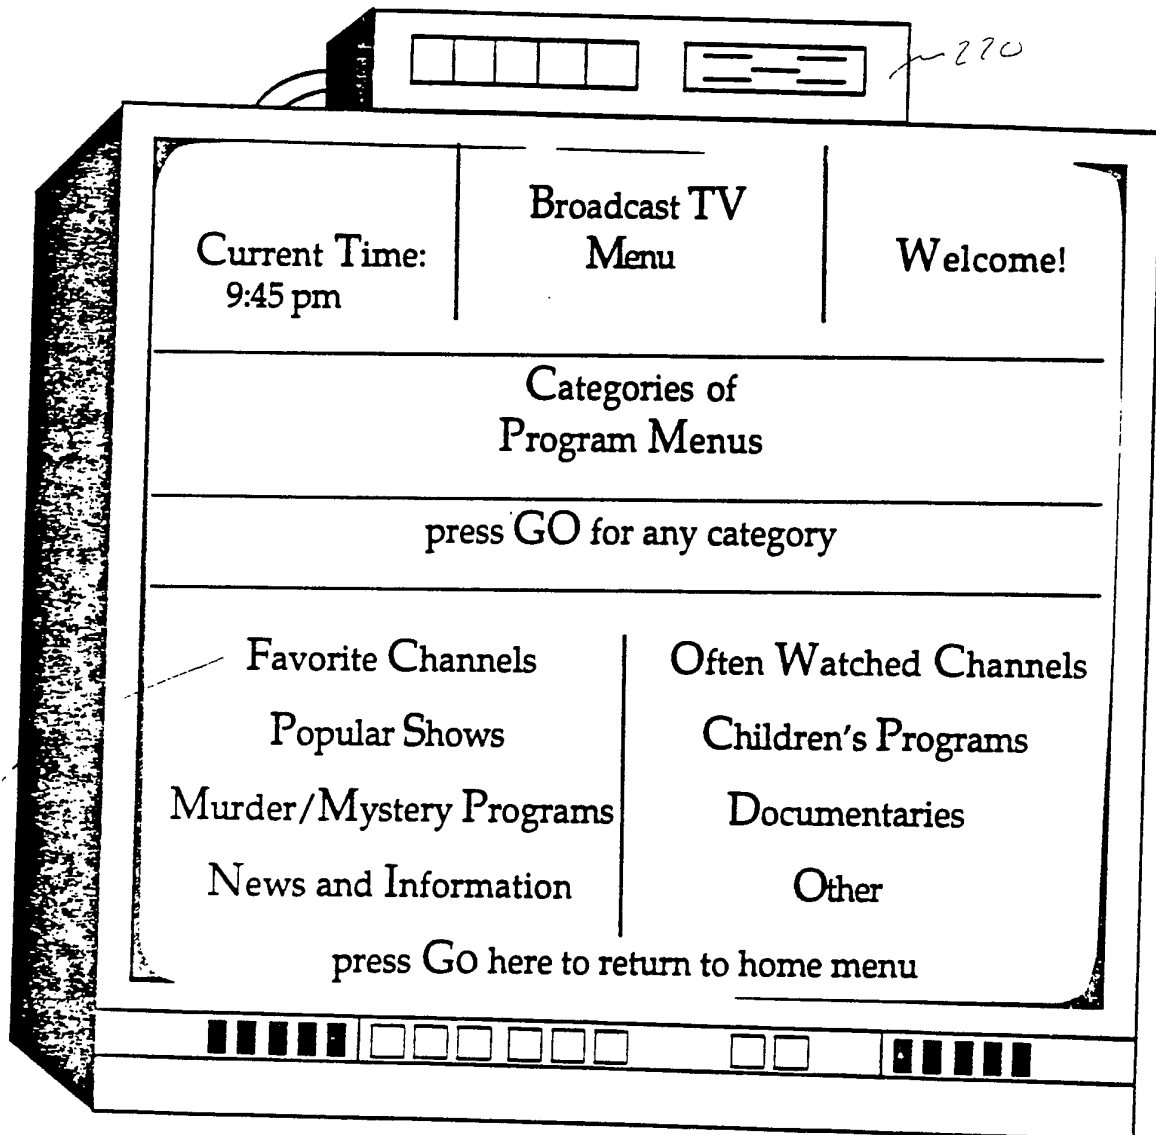 220
Broadcast TV
Menu
Current Time:
9:45 pm
Welcome!
Categories of
Program Menus
press GO for any category
Favorite Channels
Often Watched Channels
Popular Shows
Children's Programs
Murder/Mystery Programs
Documentaries
News and Information
Other
press Go here to return to home menu